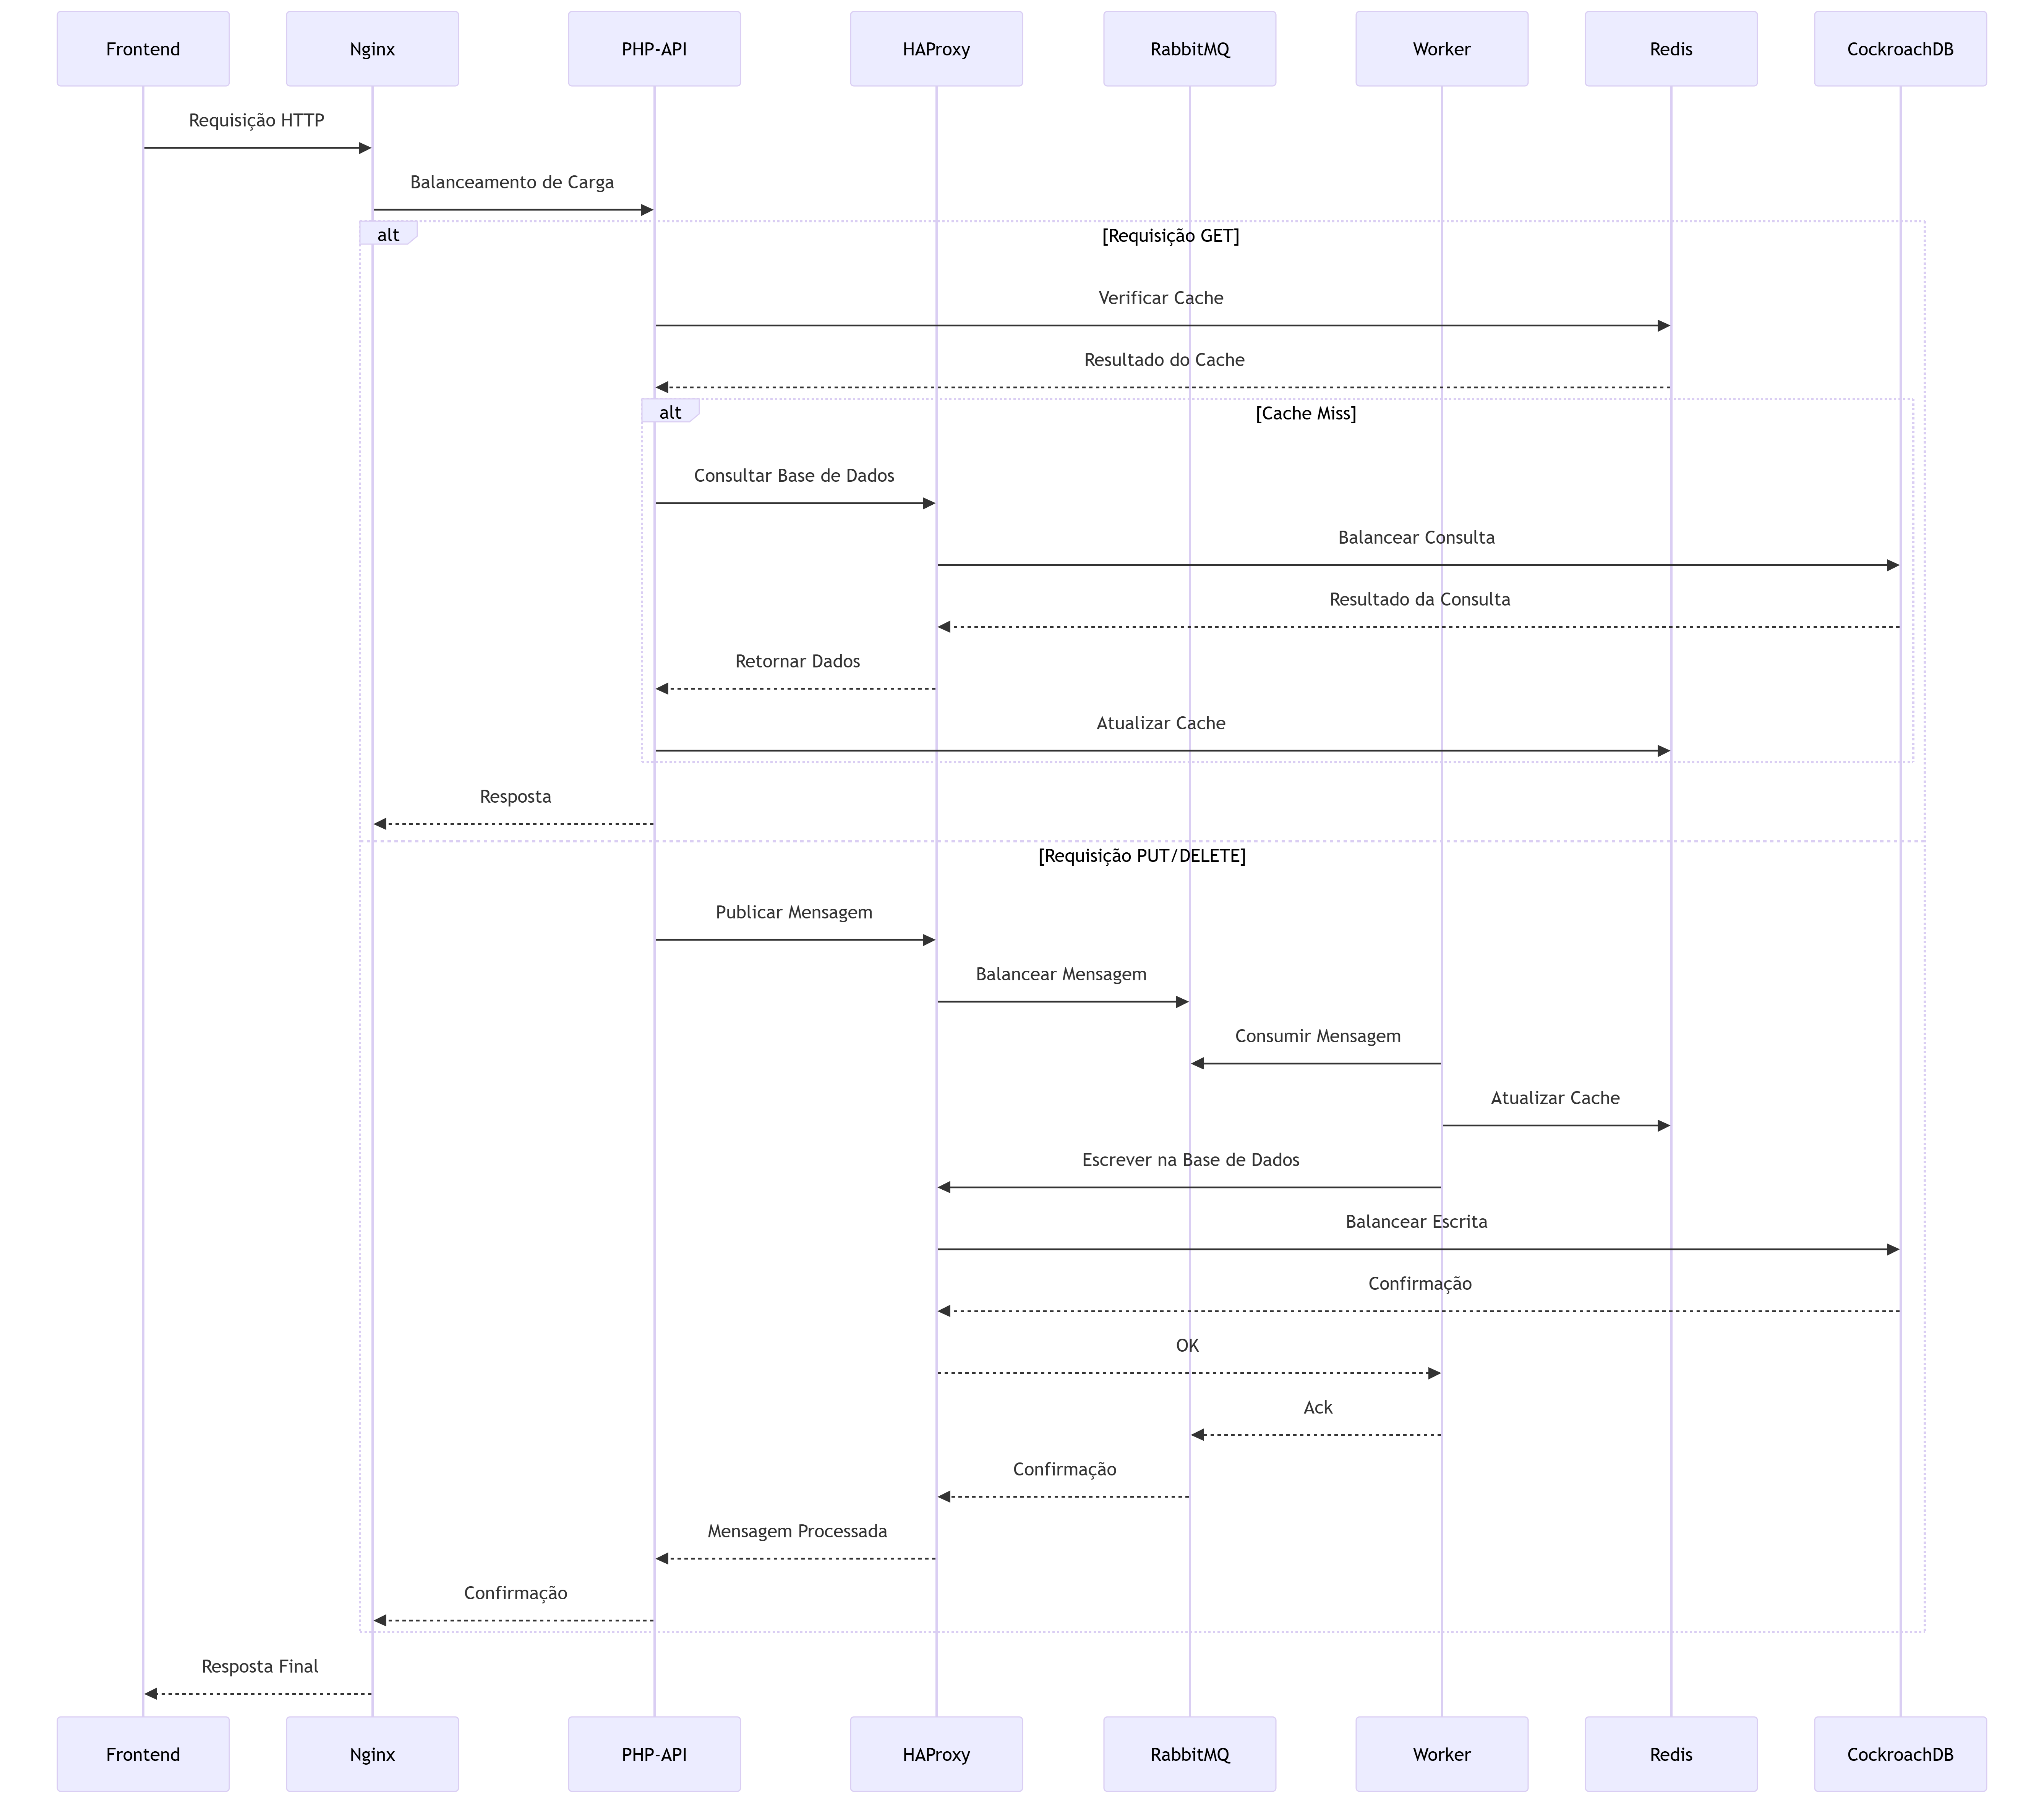 Frontend
Nginx
PHP-API
HAProxy
RabbitMQ
Worker
Redis
CockroachDB
Requisição HTTP
Balanceamento de Carga
alt
[Requisição GET]
Verificar Cache
Resultado do Cache
alt
[Cache Miss]
Consultar Base de Dados
Balancear Consulta
Resultado da Consulta
Retornar Dados
Atualizar Cache
Resposta
[Requisição PUT/DELETE]
Publicar Mensagem
Balancear Mensagem
Consumir Mensagem
Atualizar Cache
Escrever na Base de Dados
Balancear Escrita
Confirmação
OK
Ack
Confirmação
Mensagem Processada
Confirmação
Resposta Final
Frontend
Nginx
PHP-API
HAProxy
RabbitMQ
Worker
Redis
CockroachDB